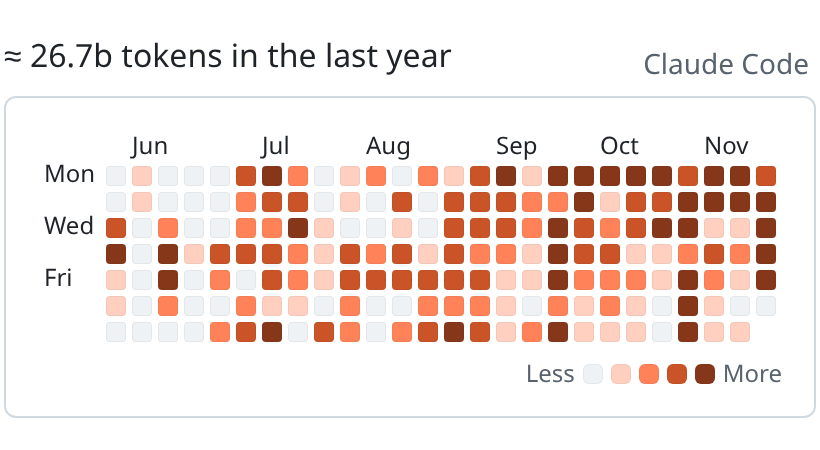 ≈ 26.7b tokens in the last year
Claude Code
Jun Jul Aug Sep Oct Nov
Mon
Wed
Fri
Less More